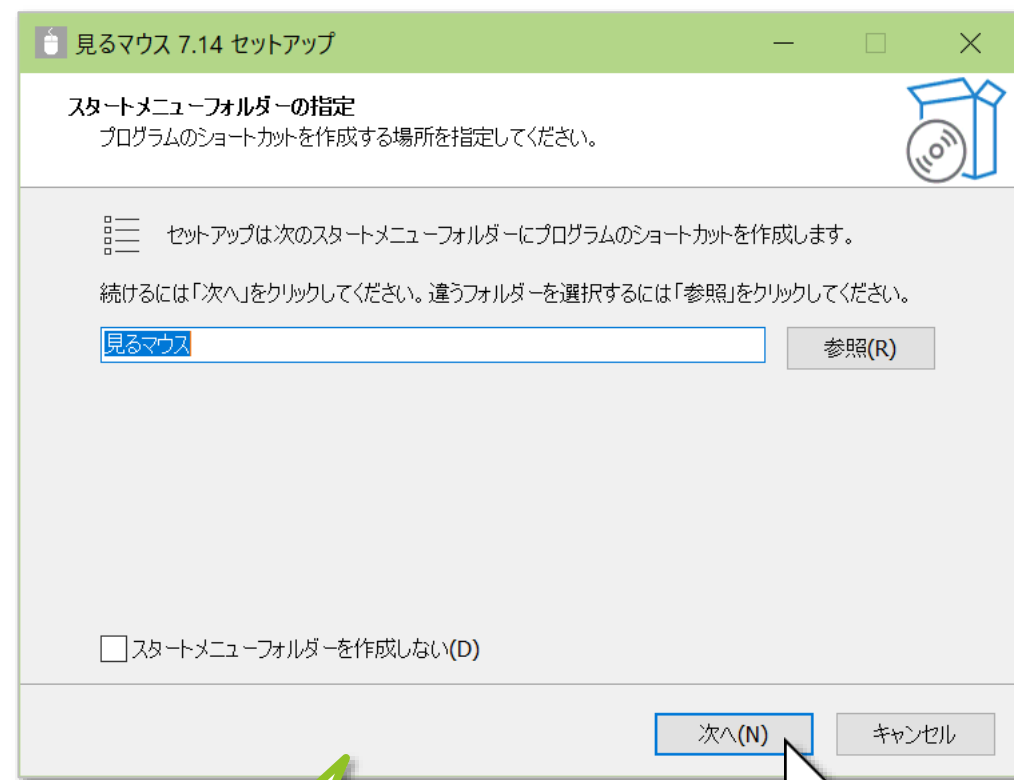 見るマウス 7.14 セットアップ
スタートメニューフォルダーの指定
プログラムのショートカットを作成する場所を指定してください。
セットアップは次のスタートメニューフォルダーにプログラムのショートカットを作成します。
続けるには「次へ」をクリックしてください。違うフォルダーを選択するには「参照」をクリックしてください。
見るマウス
参照(R)
スタートメニューフォルダーを作成しない(D)
次へ(N)
キャンセル